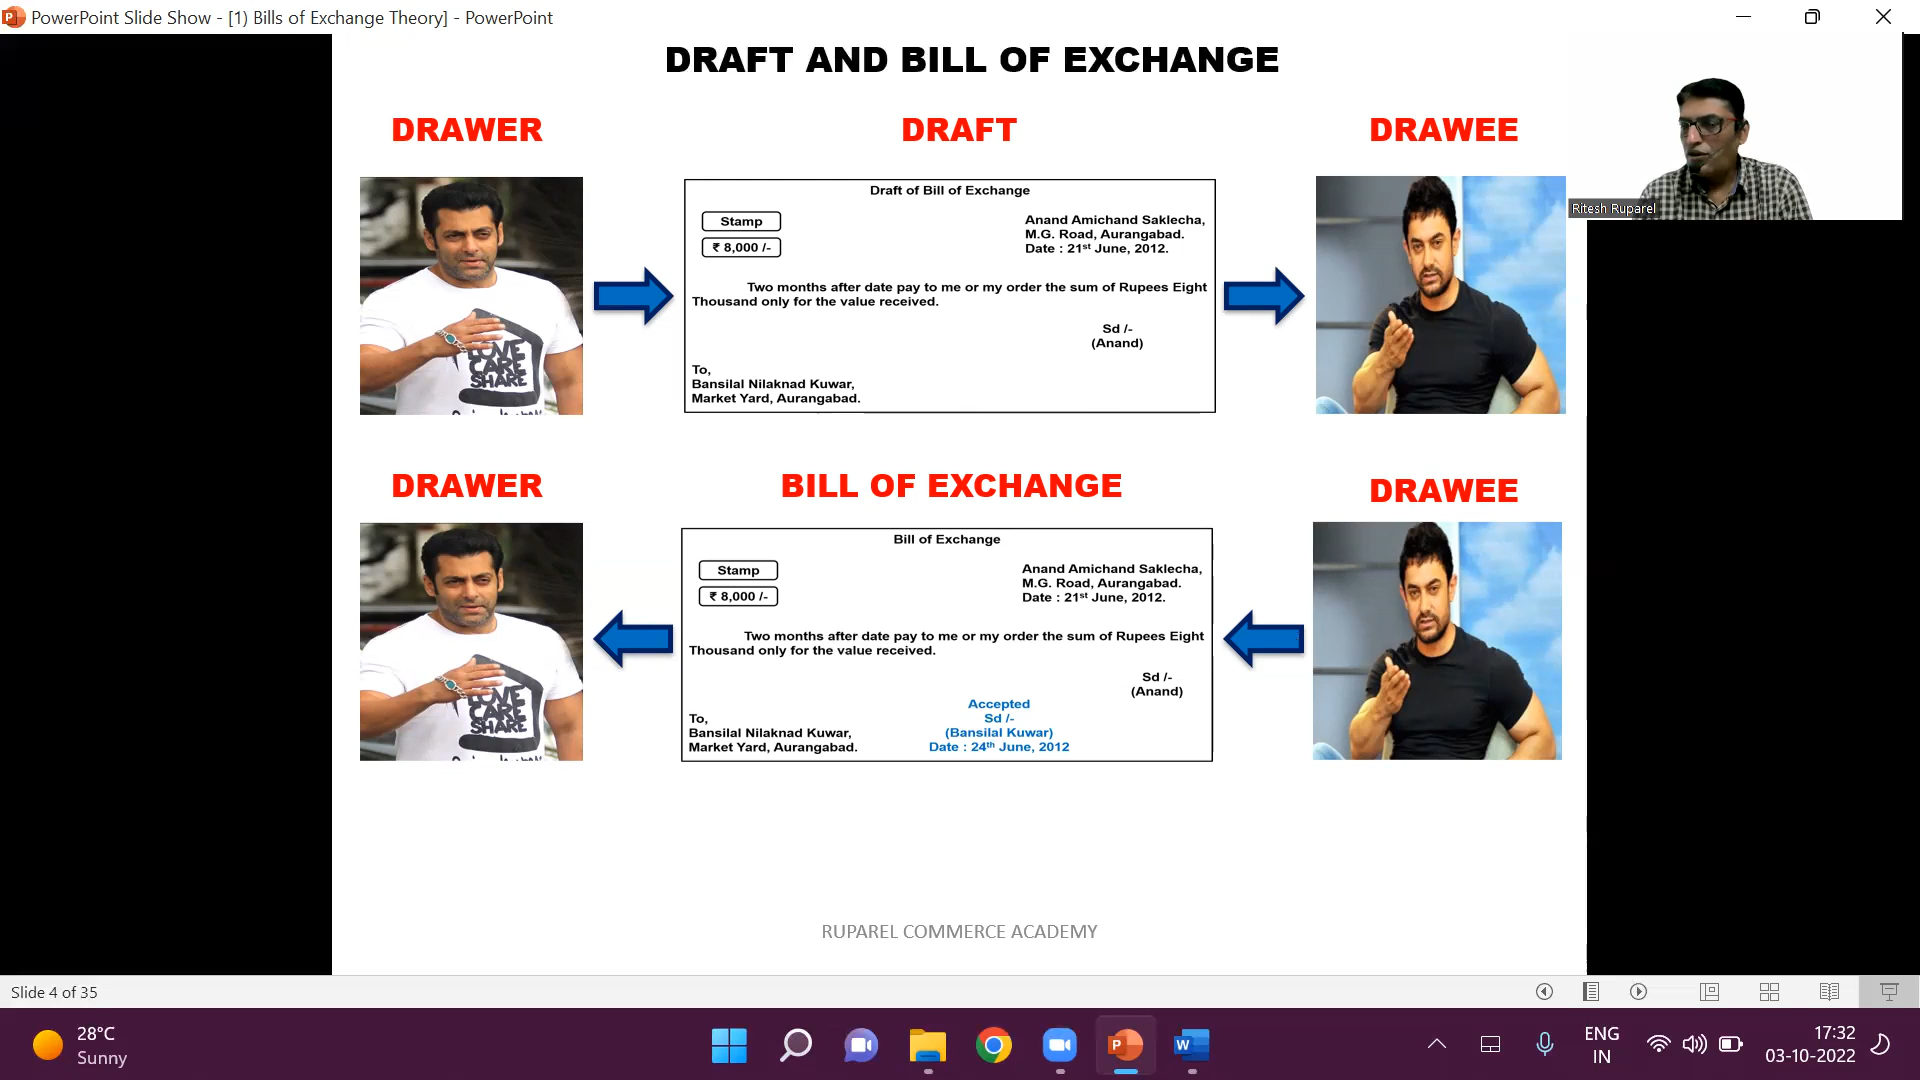 PowerPoint Slide Show - [1) Bills of Exchange Theory] - PowerPoint
DRAFT AND BILL OF EXCHANGE
DRAWER
DRAFT
DRAWEE
Ritesh Ruparel
Draft of Bill of Exchange
Stamp
₹ 8,000 /-
Anand Amichand Saklecha,
M.G. Road, Aurangabad.
Date : 21st June, 2012.
Two months after date pay to me or my order the sum of Rupees Eight
Thousand only for the value received.
Sd /-
(Anand)
To,
Bansilal Nilaknad Kuwar,
Market Yard, Aurangabad.
LOVE
CARE
SHARE
DRAWER
BILL OF EXCHANGE
DRAWEE
Bill of Exchange
Stamp
₹ 8,000 /-
Anand Amichand Saklecha,
M.G. Road, Aurangabad.
Date : 21st June, 2012.
Two months after date pay to me or my order the sum of Rupees Eight
Thousand only for the value received.
Sd /-
(Anand)
Accepted
Sd /-
(Bansilal Kuwar)
Date : 24th June, 2012
To,
Bansilal Nilaknad Kuwar,
Market Yard, Aurangabad.
LOVE
CARE
SHARE
RUPAREL COMMERCE ACADEMY
Slide 4 of 35
28°C
Sunny
ENG
IN
17:32
03-10-2022